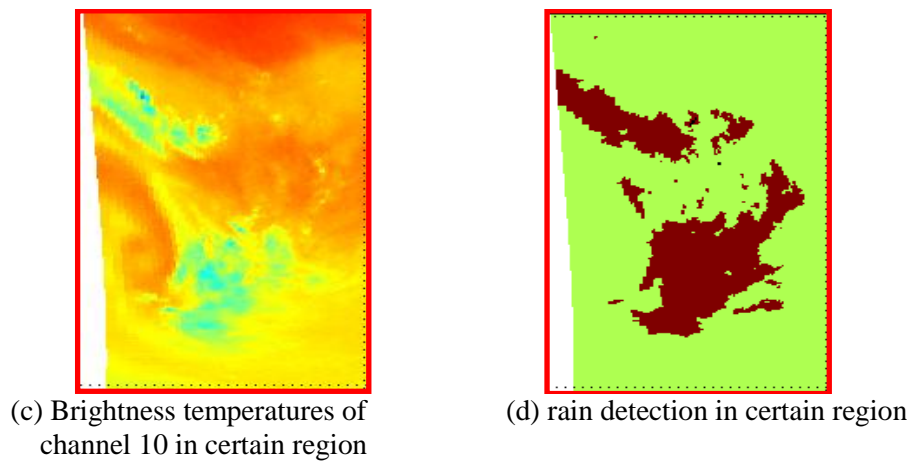 (c) Brightness temperatures of
channel 10 in certain region
(d) rain detection in certain region